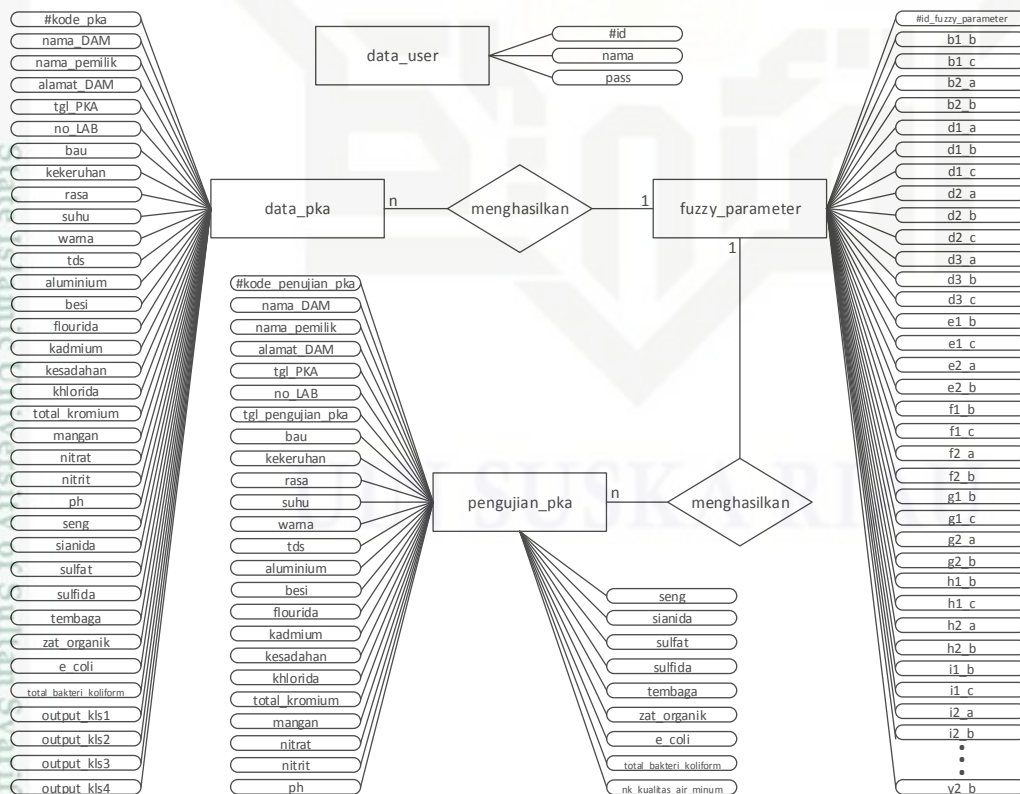 #kode_pka
nama_DAM
nama_pemilik
alamat_DAM
tgl_PKA
no_LAB
bau
kekeruhan
rasa
suhu
warna
tds
aluminium
besi
flourida
kadmium
kesadahan
khlorida
total_kromium
mangan
nitrat
nitrit
ph
seng
sianida
sulfat
sulfida
tembaga
zat_organik
e_coli
total_bakteri_koliform
output_kls1
output_kls2
output_kls3
output_kls4
data_user
#id
nama
pass
data_pka
n
menghasilkan
1
fuzzy_parameter
1
#kode_penujian_pka
nama_DAM
nama_pemilik
alamat_DAM
tgl_PKA
no_LAB
tgl_pengujian_pka
bau
kekeruhan
rasa
suhu
warna
tds
aluminium
besi
flourida
kadmium
kesadahan
khlorida
total_kromium
mangan
nitrat
nitrit
ph
pengujian_pka
n
menghasilkan
seng
sianida
sulfat
sulfida
tembaga
zat_organik
e_coli
total_bakteri_koliform
nk_kualitas_air_minum
#id_fuzzy_parameter
b1_b
b1_c
b2_a
b2_b
d1_a
d1_b
d1_c
d2_a
d2_b
d2_c
d3_a
d3_b
d3_c
e1_b
e1_c
e2_a
e2_b
f1_b
f1_c
f2_a
f2_b
g1_b
g1_c
g2_a
g2_b
h1_b
h1_c
h2_a
h2_b
i1_b
i1_c
i2_a
i2_b
y2_b
UIN SUSKA RIAU